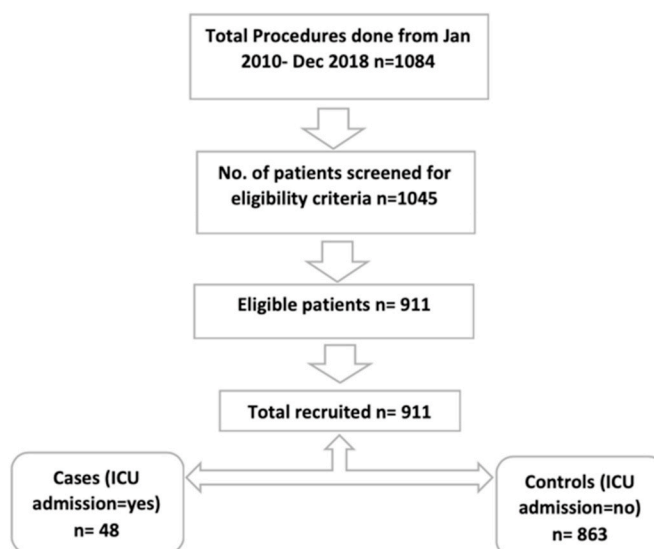 Total Procedures done from Jan
2010- Dec 2018 n=1084
No. of patients screened for
eligibility criteria n=1045
Eligible patients n= 911
Total recruited n= 911
Cases (ICU
admission=yes)
n= 48
Controls (ICU
admission=no)
n= 863